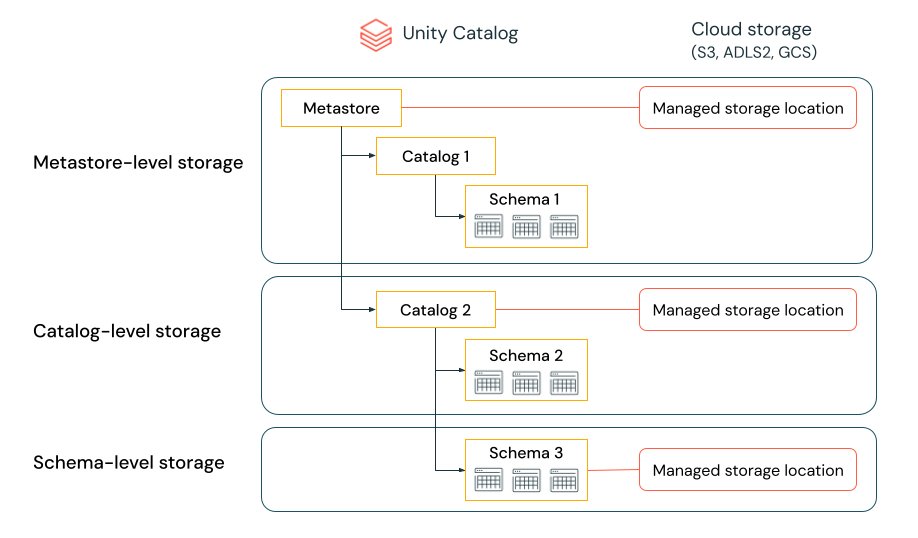 Unity Catalog
Cloud storage
(S3, ADLS2, GCS)
Metastore-level storage
Metastore
Managed storage location
Catalog 1
Schema 1
Catalog-level storage
Catalog 2
Managed storage location
Schema 2
Schema-level storage
Schema 3
Managed storage location